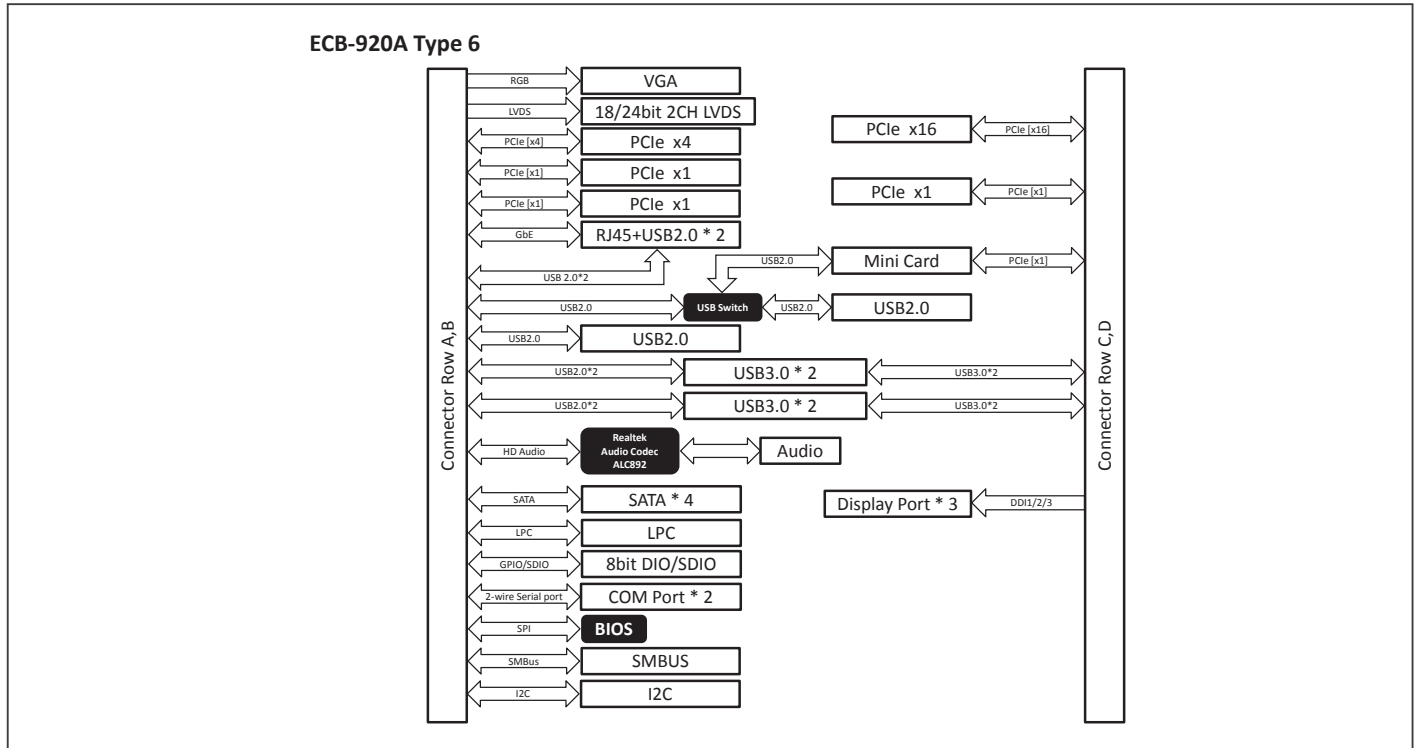 ECB-920A Type 6
Connector Row A,B
RGB
VGA
LVDS
18/24bit 2CH LVDS
PCIe [x4]
PCIe x4
PCIe x16
PCIe [x16]
PCIe [x1]
PCIe x1
PCIe x1
PCIe [x1]
PCIe [x1]
PCIe x1
GbE
RJ45+USB2.0 * 2
USB2.0
Mini Card
PCIe [x1]
USB 2.0*2
USB2.0
USB Switch
USB2.0
USB2.0
USB2.0
USB2.0
USB2.0*2
USB3.0 * 2
USB3.0*2
USB2.0*2
USB3.0 * 2
USB3.0*2
HD Audio
Realtek
Audio Codec
ALC892
Audio
SATA
SATA * 4
Display Port * 3
DDI1/2/3
LPC
LPC
GPIO/SDIO
8bit DIO/SDIO
2-wire Serial port
COM Port * 2
SPI
BIOS
SMBus
SMBUS
I2C
I2C
Connector Row C,D